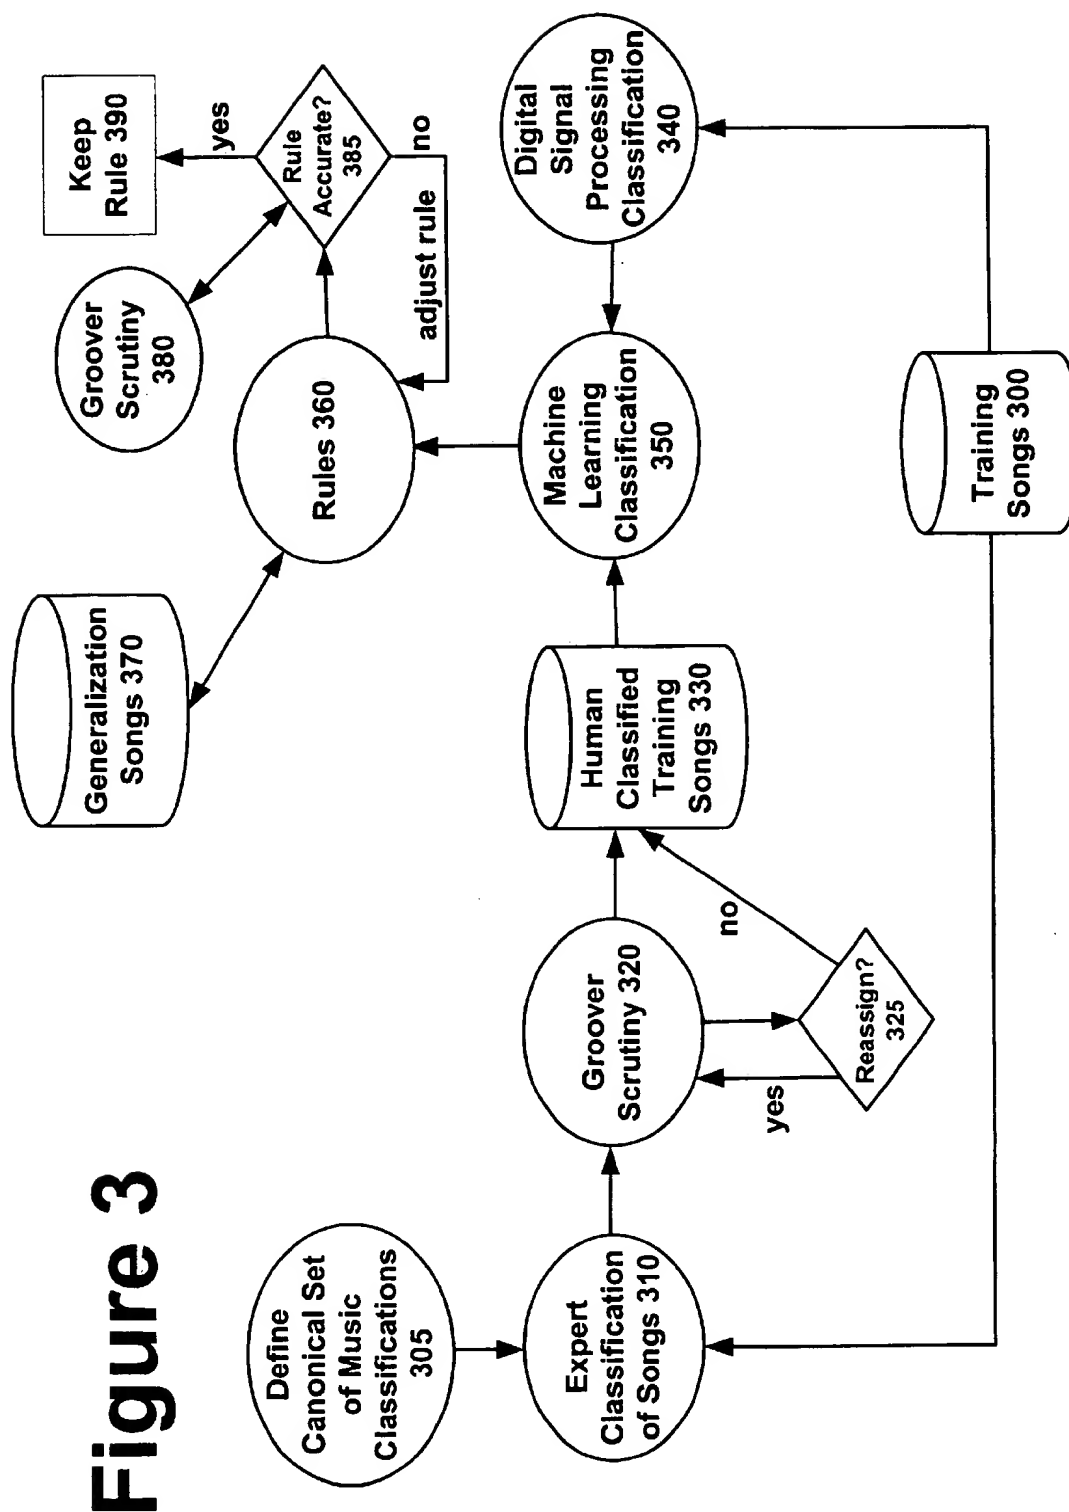 Figure 3
Define
Canonical Set
of Music
Classifications
305
Expert
Classification
of Songs 310
Groover
Scrutiny 320
Reassign?
325
yes
no
Human
Classified
Training
Songs 330
Generalization
Songs 370
Rules 360
Machine
Learning
Classification
350
Training
Songs 300
Groover
Scrutiny
380
adjust rule
Rule
Accurate?
385
yes
no
Keep
Rule 390
Digital
Signal
Processing
Classification
340